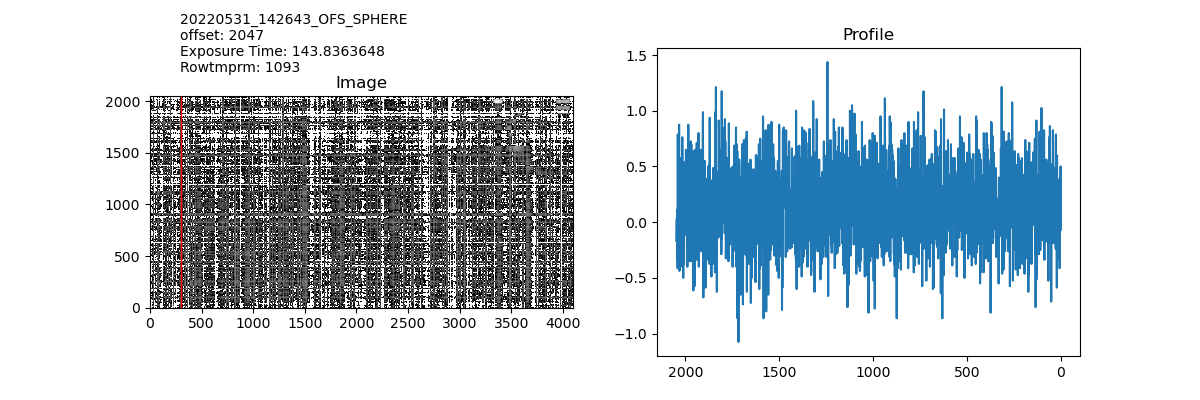 20220531_142643_OFS_SPHERE
offset: 2047
Exposure Time: 143.8363648
Rowtmprm: 1093
Image
2000
1500
1000
500
0
0 500 1000 1500 2000 2500 3000 3500 4000
Profile
1.5
1.0
0.5
0.0
−0.5
−1.0
2000 1500 1000 500 0